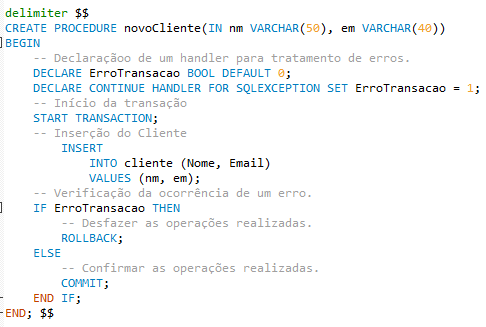 delimiter $$
CREATE PROCEDURE novoCliente(IN nm VARCHAR(50), em VARCHAR(40))
BEGIN
    -- Declaraçãoo de um handler para tratamento de erros.
    DECLARE ErroTransacao BOOL DEFAULT 0;
    DECLARE CONTINUE HANDLER FOR SQLEXCEPTION SET ErroTransacao = 1;
    -- Início da transação
    START TRANSACTION;
    -- Inserção do Cliente
        INSERT
            INTO cliente (Nome, Email)
            VALUES (nm, em);
    -- Verificação da ocorrência de um erro.
    IF ErroTransacao THEN
        -- Desfazer as operações realizadas.
        ROLLBACK;
    ELSE
        -- Confirmar as operações realizadas.
        COMMIT;
    END IF;
END; $$